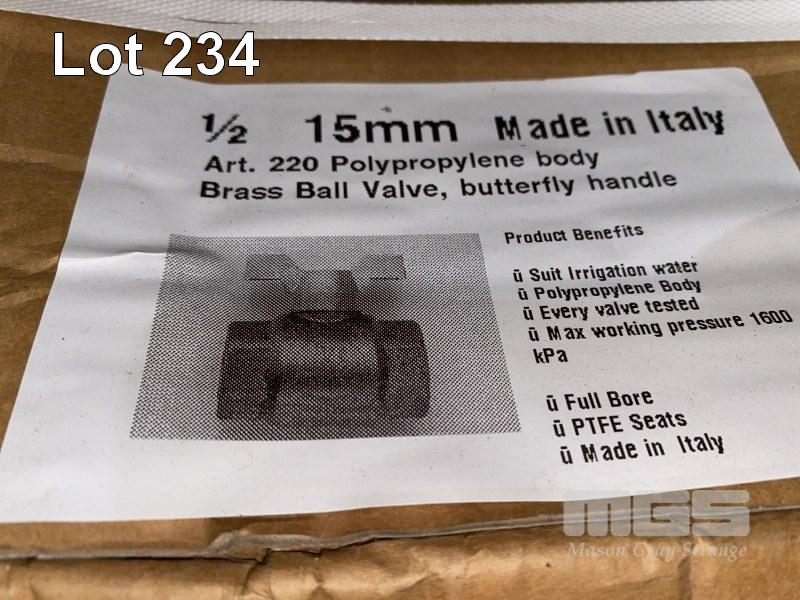 Lot 234
½ 15mm Made in Italy
Art. 220 Polypropylene body
Brass Ball Valve, butterfly handle
Product Benefits
ü Suit Irrigation water
ü Polypropylene Body
ü Every valve tested
ü Max working pressure 1600
kPa
ü Full Bore
ü PTFE Seats
ü Made in Italy
MGS
Mason Gray Strange